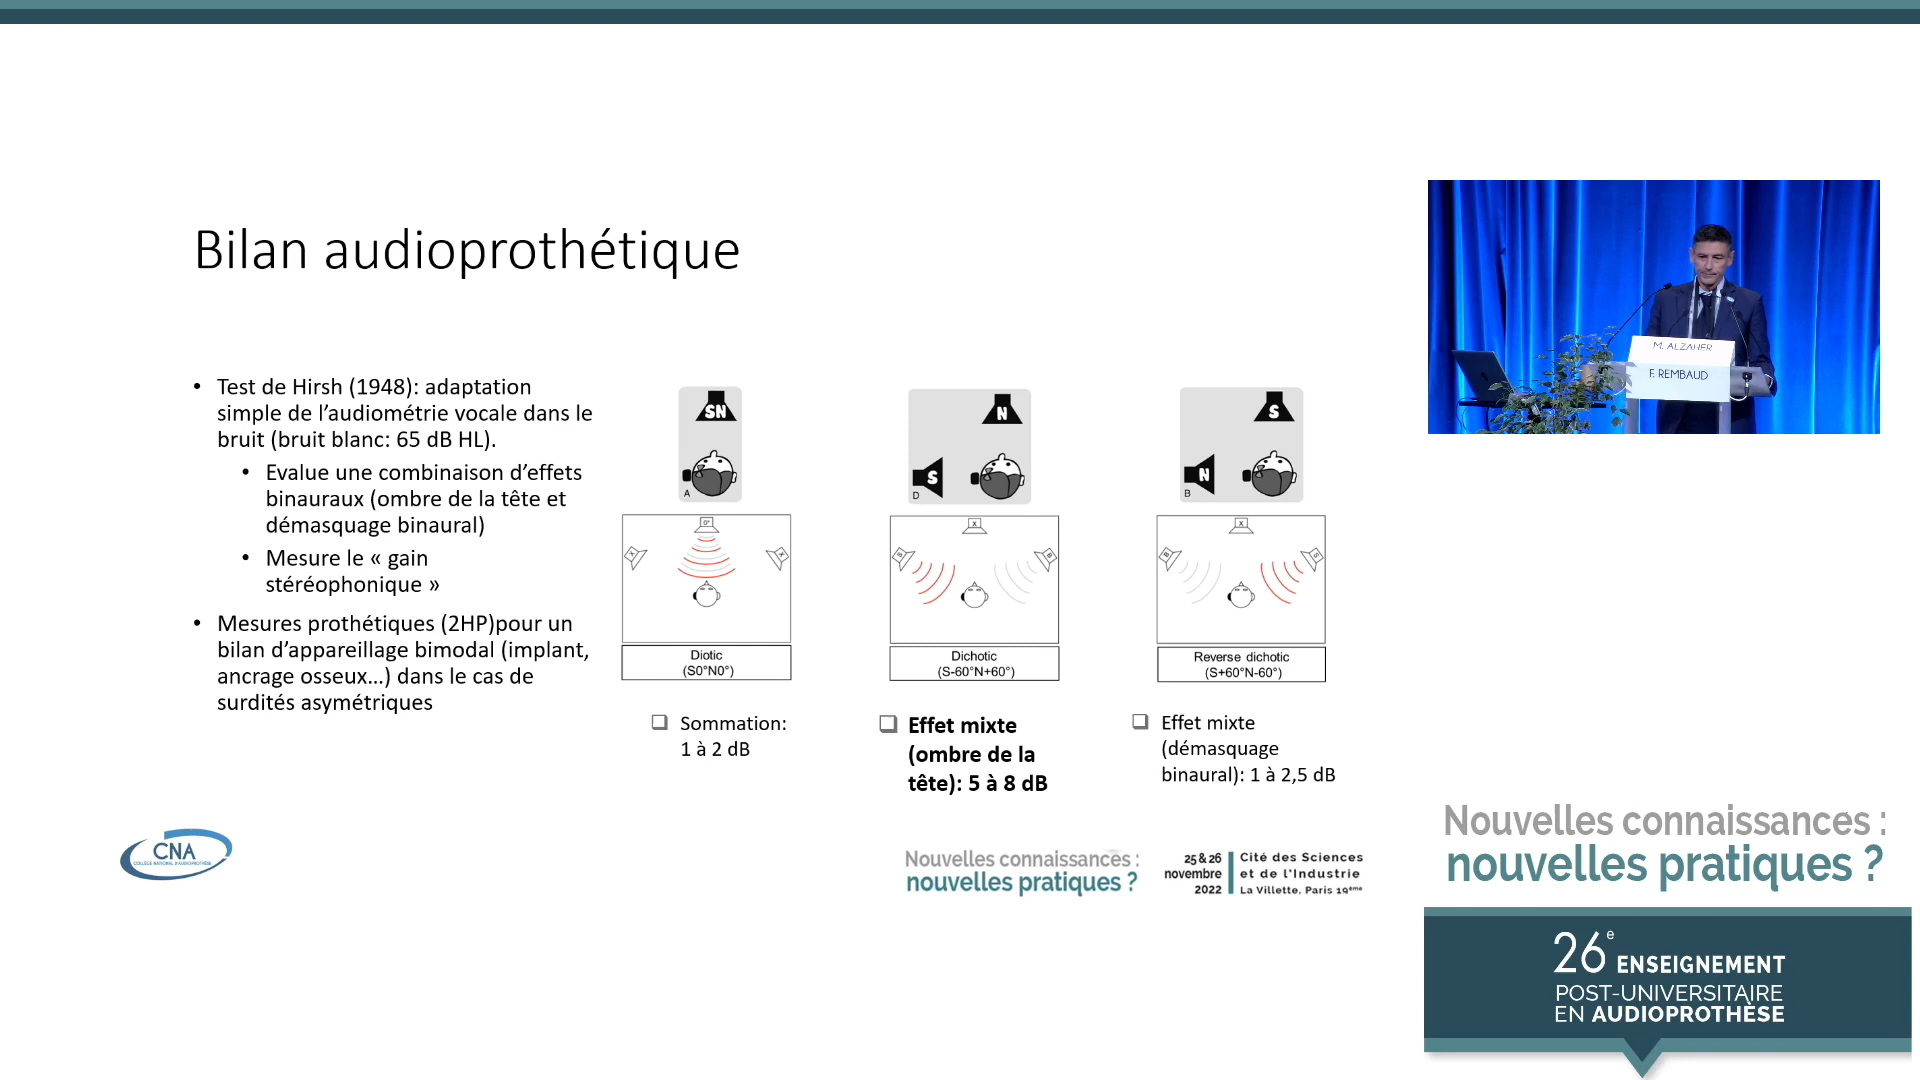 Bilan audioprothétique
• Test de Hirsh (1948): adaptation
simple de l’audiométrie vocale dans le
bruit (bruit blanc: 65 dB HL).
• Evalue une combinaison d’effets
binauraux (ombre de la tête et
démasquage binaural)
• Mesure le « gain
stéréophonique »
• Mesures prothétiques (2HP)pour un
bilan d’appareillage bimodal (implant,
ancrage osseux...) dans le cas de
surdités asymétriques
SN
A
0°
X
X
Diotic
(S0°N0°)
Sommation:
1 à 2 dB
N
S
D
X
S
B
Dichotic
(S-60°N+60°)
Effet mixte
(ombre de la
tête): 5 à 8 dB
S
N
B
X
B
S
Reverse dichotic
(S+60°N-60°)
Effet mixte
(démasquage
binaural): 1 à 2,5 dB
CNA
COLLÈGE NATIONAL D'AUDIOPROTHÈSE
Nouvelles connaissances :
nouvelles pratiques ?
25 & 26
novembre
2022
Cité des Sciences
et de l'Industrie
La Villette, Paris 19ème
M. ALZAHER
F. REMBAUD
Nouvelles connaissances :
nouvelles pratiques ?
26e ENSEIGNEMENT
POST-UNIVERSITAIRE
EN AUDIOPROTHÈSE